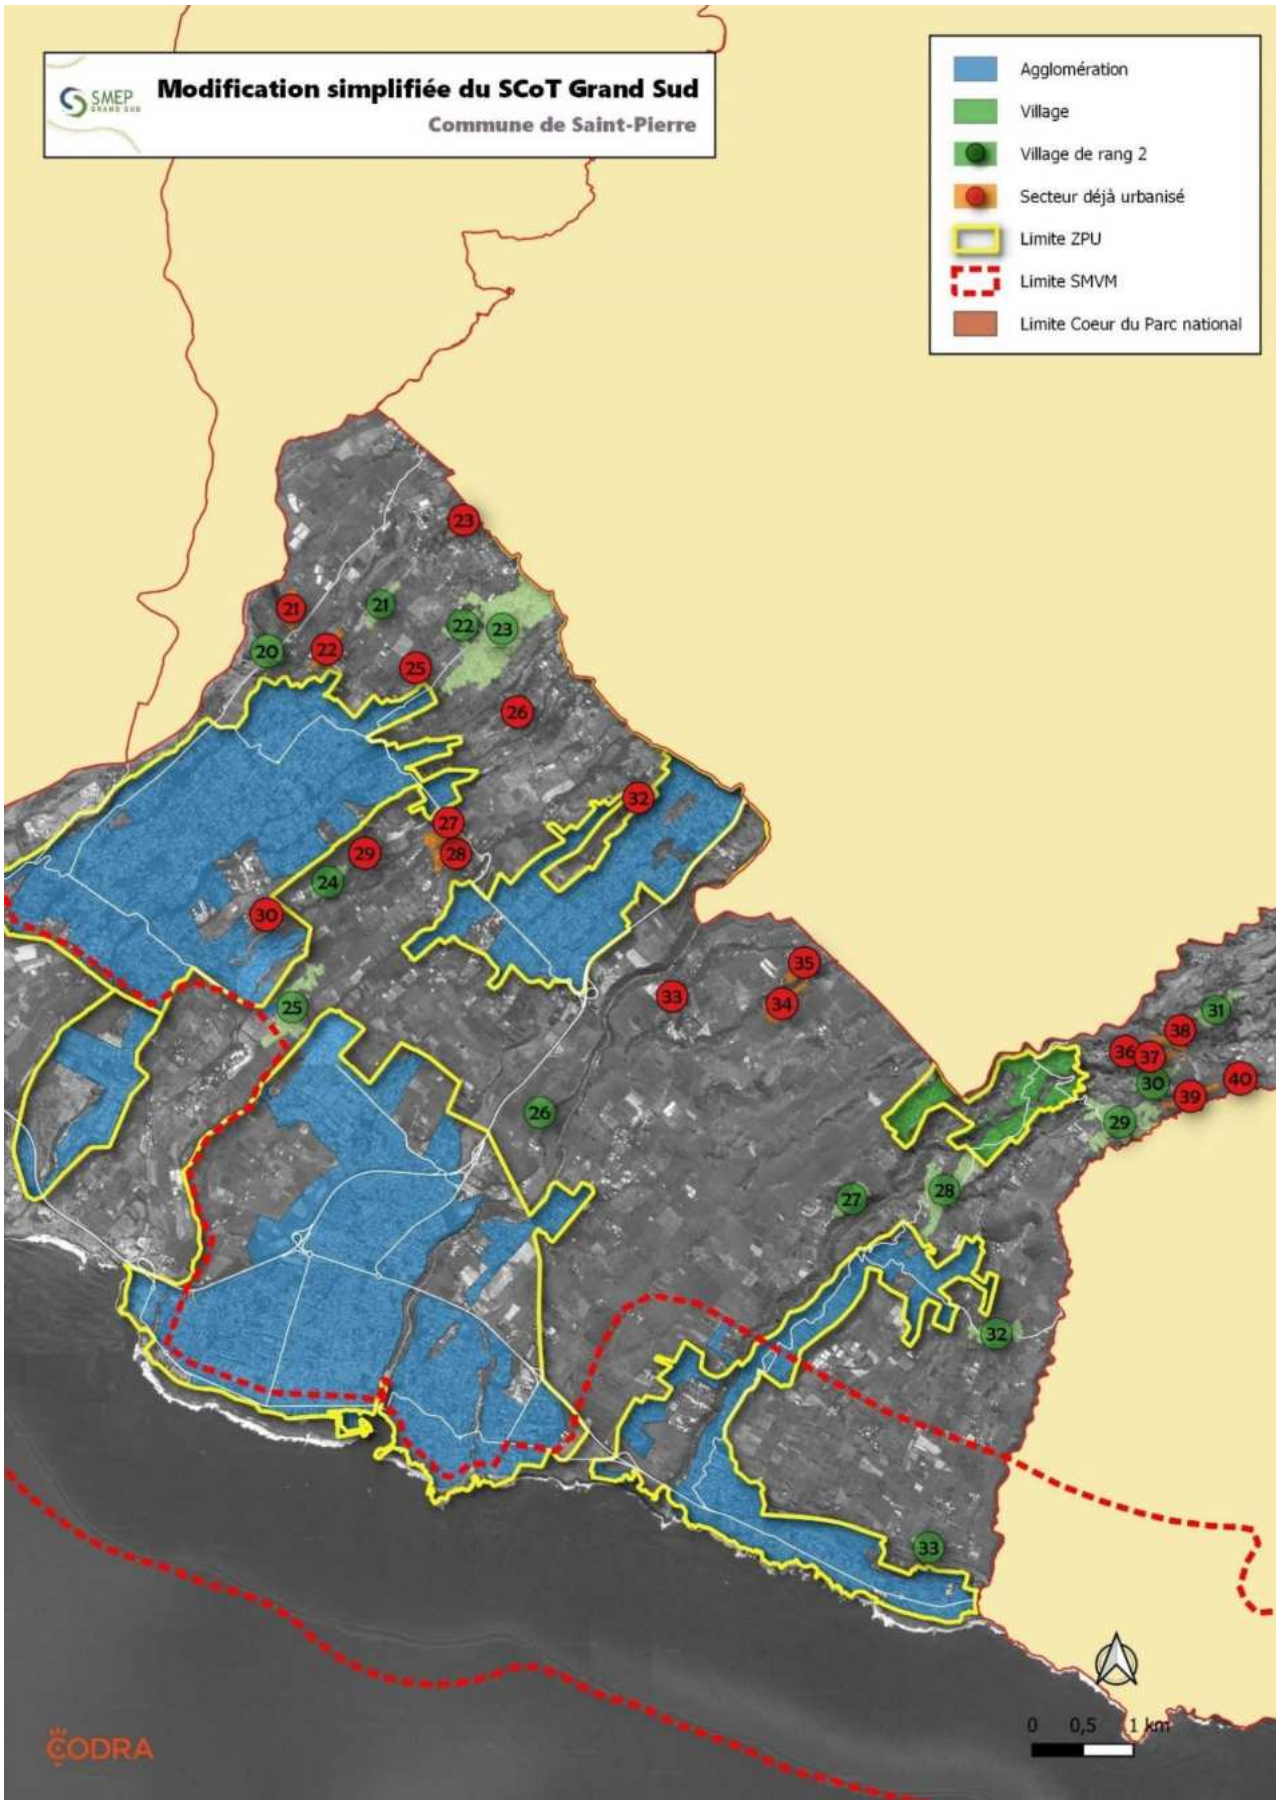 SMEP
GRAND SUD
Modification simplifiée du SCoT Grand Sud
Commune de Saint-Pierre
Agglomération
Village
Village de rang 2
Secteur déjà urbanisé
Limite ZPU
Limite SMVM
Limite Coeur du Parc national
23
21
21
22
23
20
22
25
26
32
27
29
28
24
30
35
33
34
25
31
38
36
37
30
40
39
26
29
28
27
32
33
0 0,5 1 km
CODRA